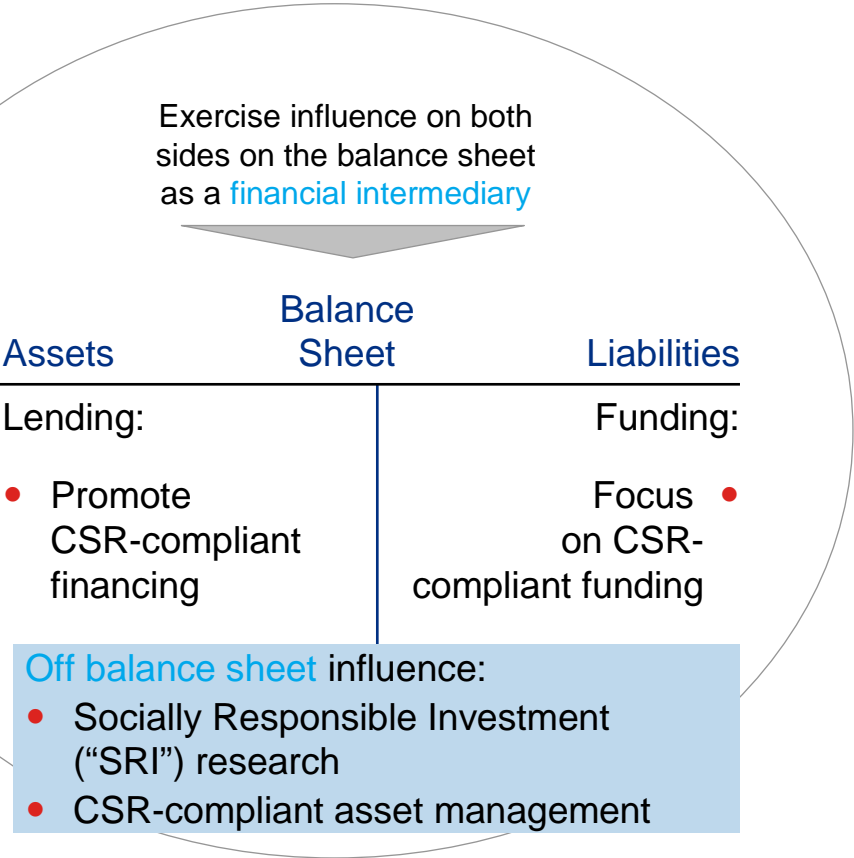 Exercise influence on both
sides on the balance sheet
as a financial intermediary
Balance
Sheet
Assets
Liabilities
Lending:
• Promote
CSR-compliant
financing
Funding:
Focus •
on CSR-
compliant funding
Off balance sheet influence:
• Socially Responsible Investment
(“SRI”) research
• CSR-compliant asset management